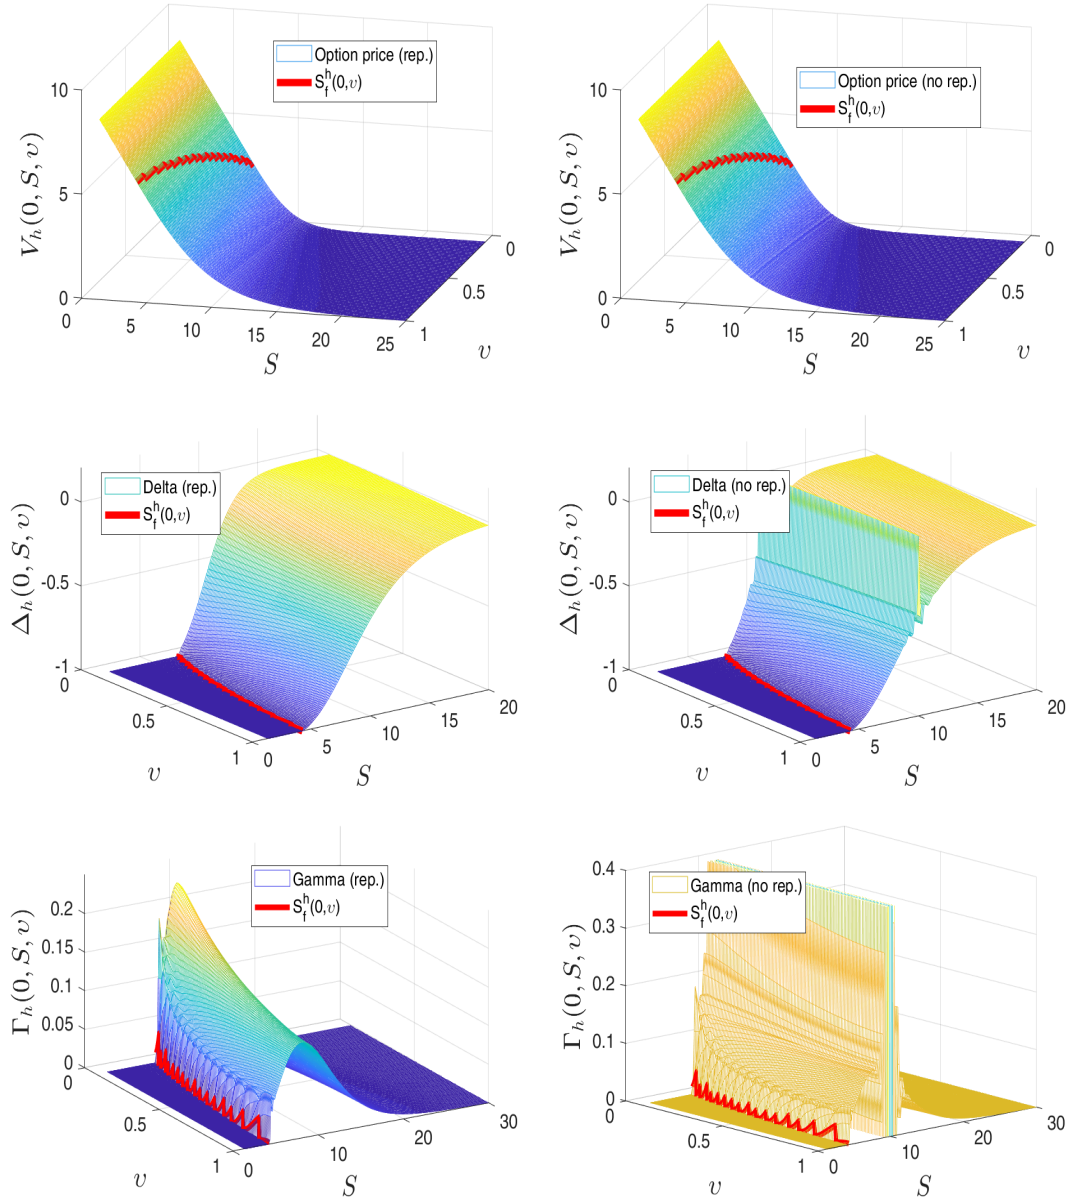 Option price (rep.)
S_f^h(0,υ)
V_h(0, S, υ)
10
5
0
0
5
10
15
20
25
S
0
0.5
1
υ
Option price (no rep.)
S_f^h(0,υ)
V_h(0, S, υ)
10
5
0
0
5
10
15
20
25
S
0
0.5
1
υ
Delta (rep.)
S_f^h(0,υ)
Δ_h(0, S, υ)
0
-0.5
-1
0
0.5
1
υ
0
5
10
15
20
S
Delta (no rep.)
S_f^h(0,υ)
Δ_h(0, S, υ)
0
-0.5
-1
0
0.5
1
υ
0
5
10
15
20
S
Gamma (rep.)
S_f^h(0,υ)
Γ_h(0, S, υ)
0.2
0.15
0.1
0.05
0
0
0.5
1
υ
0
10
20
30
S
Gamma (no rep.)
S_f^h(0,υ)
Γ_h(0, S, υ)
0.4
0.3
0.2
0.1
0
0
0.5
1
υ
0
10
20
30
S